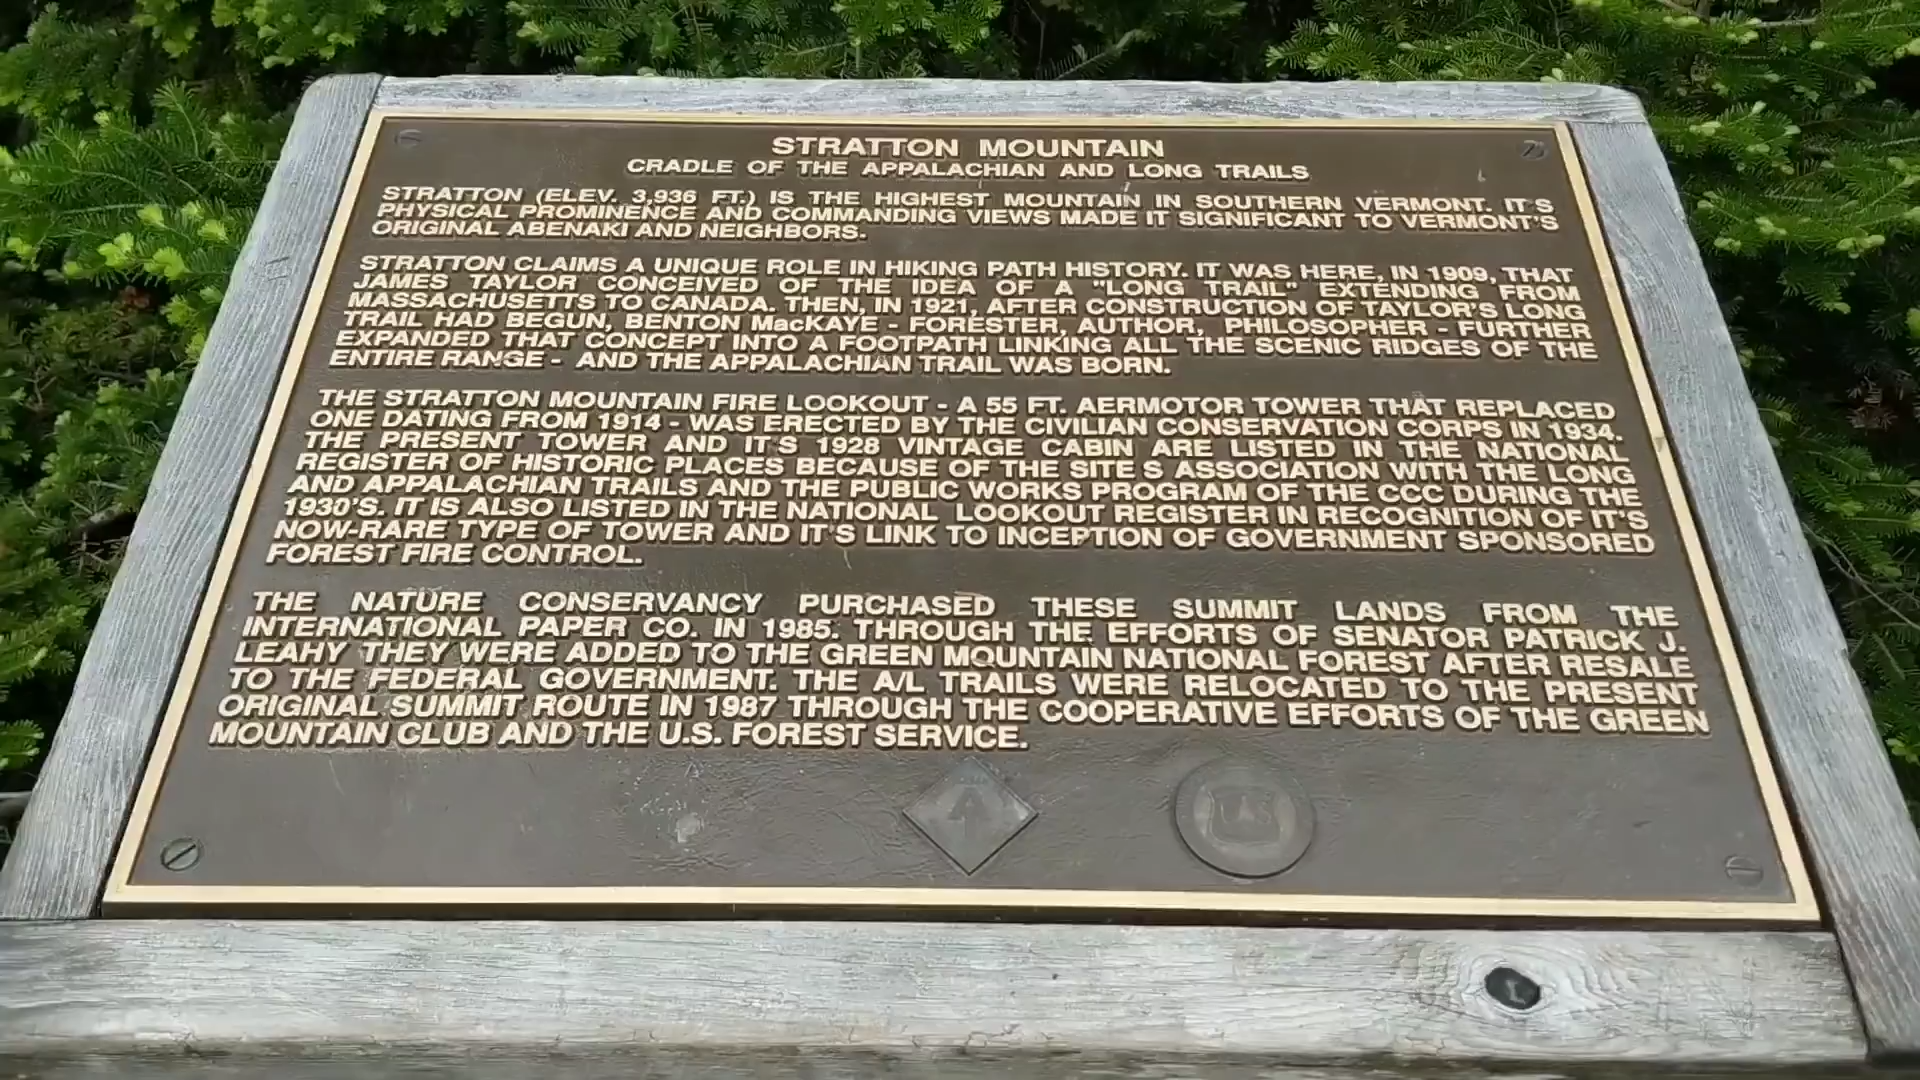 STRATTON MOUNTAIN
CRADLE OF THE APPALACHIAN AND LONG TRAILS
STRATTON (ELEV. 3,936 FT.) IS THE HIGHEST MOUNTAIN IN SOUTHERN VERMONT. IT'S
PHYSICAL PROMINENCE AND COMMANDING VIEWS MADE IT SIGNIFICANT TO VERMONT'S
ORIGINAL ABENAKI AND NEIGHBORS.
STRATTON CLAIMS A UNIQUE ROLE IN HIKING PATH HISTORY. IT WAS HERE, IN 1909, THAT
JAMES TAYLOR CONCEIVED OF THE IDEA OF A "LONG TRAIL" EXTENDING FROM
MASSACHUSETTS TO CANADA. THEN, IN 1921, AFTER CONSTRUCTION OF TAYLOR'S LONG
TRAIL HAD BEGUN, BENTON MacKAYE - FORESTER, AUTHOR, PHILOSOPHER - FURTHER
EXPANDED THAT CONCEPT INTO A FOOTPATH LINKING ALL THE SCENIC RIDGES OF THE
ENTIRE RANGE - AND THE APPALACHIAN TRAIL WAS BORN.
THE STRATTON MOUNTAIN FIRE LOOKOUT - A 55 FT. AERMOTOR TOWER THAT REPLACED
ONE DATING FROM 1914 - WAS ERECTED BY THE CIVILIAN CONSERVATION CORPS IN 1934.
THE PRESENT TOWER AND IT'S 1928 VINTAGE CABIN ARE LISTED IN THE NATIONAL
REGISTER OF HISTORIC PLACES BECAUSE OF THE SITE S ASSOCIATION WITH THE LONG
AND APPALACHIAN TRAILS AND THE PUBLIC WORKS PROGRAM OF THE CCC DURING THE
1930'S. IT IS ALSO LISTED IN THE NATIONAL LOOKOUT REGISTER IN RECOGNITION OF IT'S
NOW-RARE TYPE OF TOWER AND IT'S LINK TO INCEPTION OF GOVERNMENT SPONSORED
FOREST FIRE CONTROL.
THE NATURE CONSERVANCY PURCHASED THESE SUMMIT LANDS FROM THE
INTERNATIONAL PAPER CO. IN 1985. THROUGH THE EFFORTS OF SENATOR PATRICK J.
LEAHY THEY WERE ADDED TO THE GREEN MOUNTAIN NATIONAL FOREST AFTER RESALE
TO THE FEDERAL GOVERNMENT. THE A/L TRAILS WERE RELOCATED TO THE PRESENT
ORIGINAL SUMMIT ROUTE IN 1987 THROUGH THE COOPERATIVE EFFORTS OF THE GREEN
MOUNTAIN CLUB AND THE U.S. FOREST SERVICE.